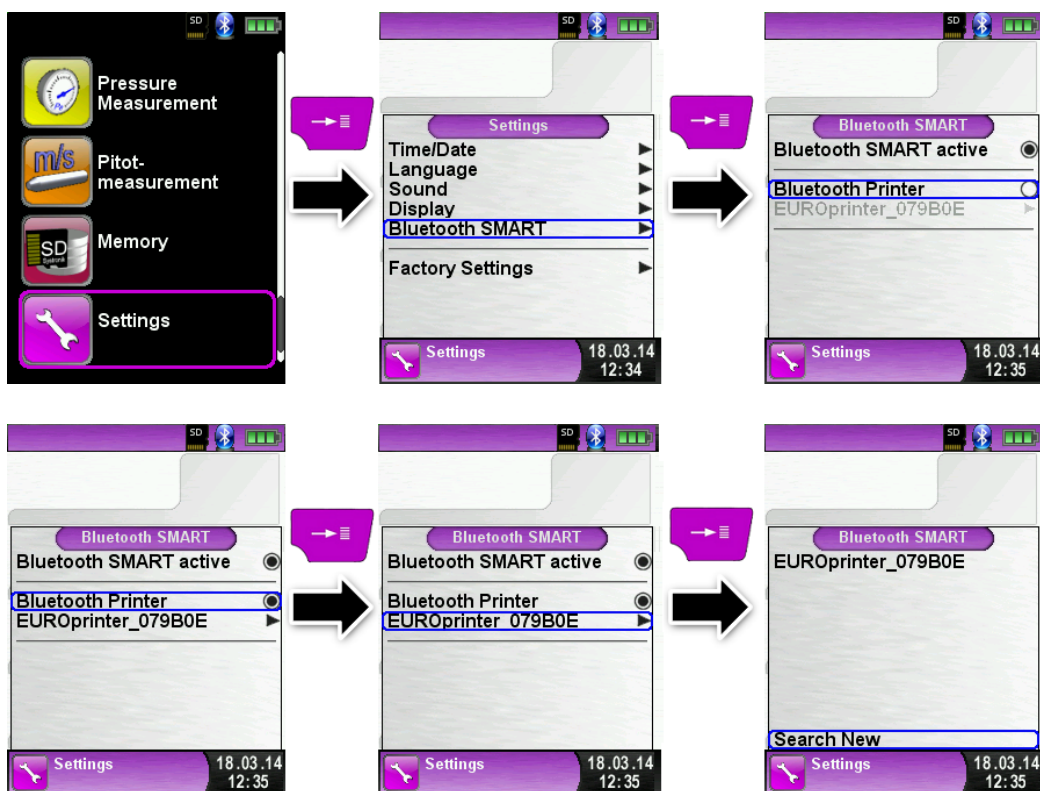 SD
Pressure
Measurement
m/s
Pitot-
measurement
SD
Memory
Settings
SD
Settings
Time/Date
Language
Sound
Display
Bluetooth SMART
Factory Settings
Settings
18.03.14
12:34
SD
Bluetooth SMART
Bluetooth SMART active
Bluetooth Printer
EUROprinter_079B0E
Settings
18.03.14
12:35
SD
Bluetooth SMART
Bluetooth SMART active
Bluetooth Printer
EUROprinter_079B0E
Settings
18.03.14
12:35
SD
Bluetooth SMART
Bluetooth SMART active
Bluetooth Printer
EUROprinter_079B0E
Settings
18.03.14
12:35
SD
Bluetooth SMART
EUROprinter_079B0E
Search New
Settings
18.03.14
12:35